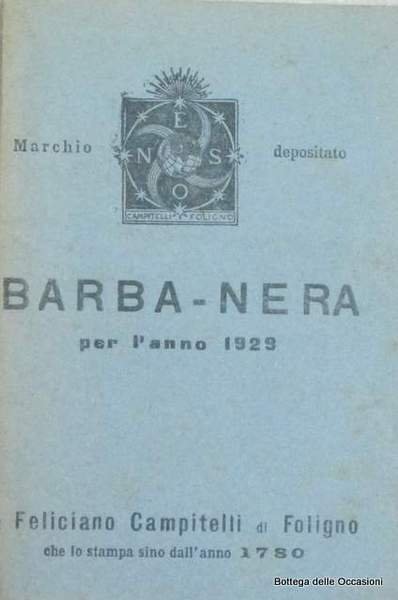 E
Marchio N S depositato
O
CAMPITELLI FOLIGNO
BARBA-NERA
per l'anno 1929
Feliciano Campitelli di Foligno
che lo stampa sino dall'anno 1780
Bottega delle Occasioni